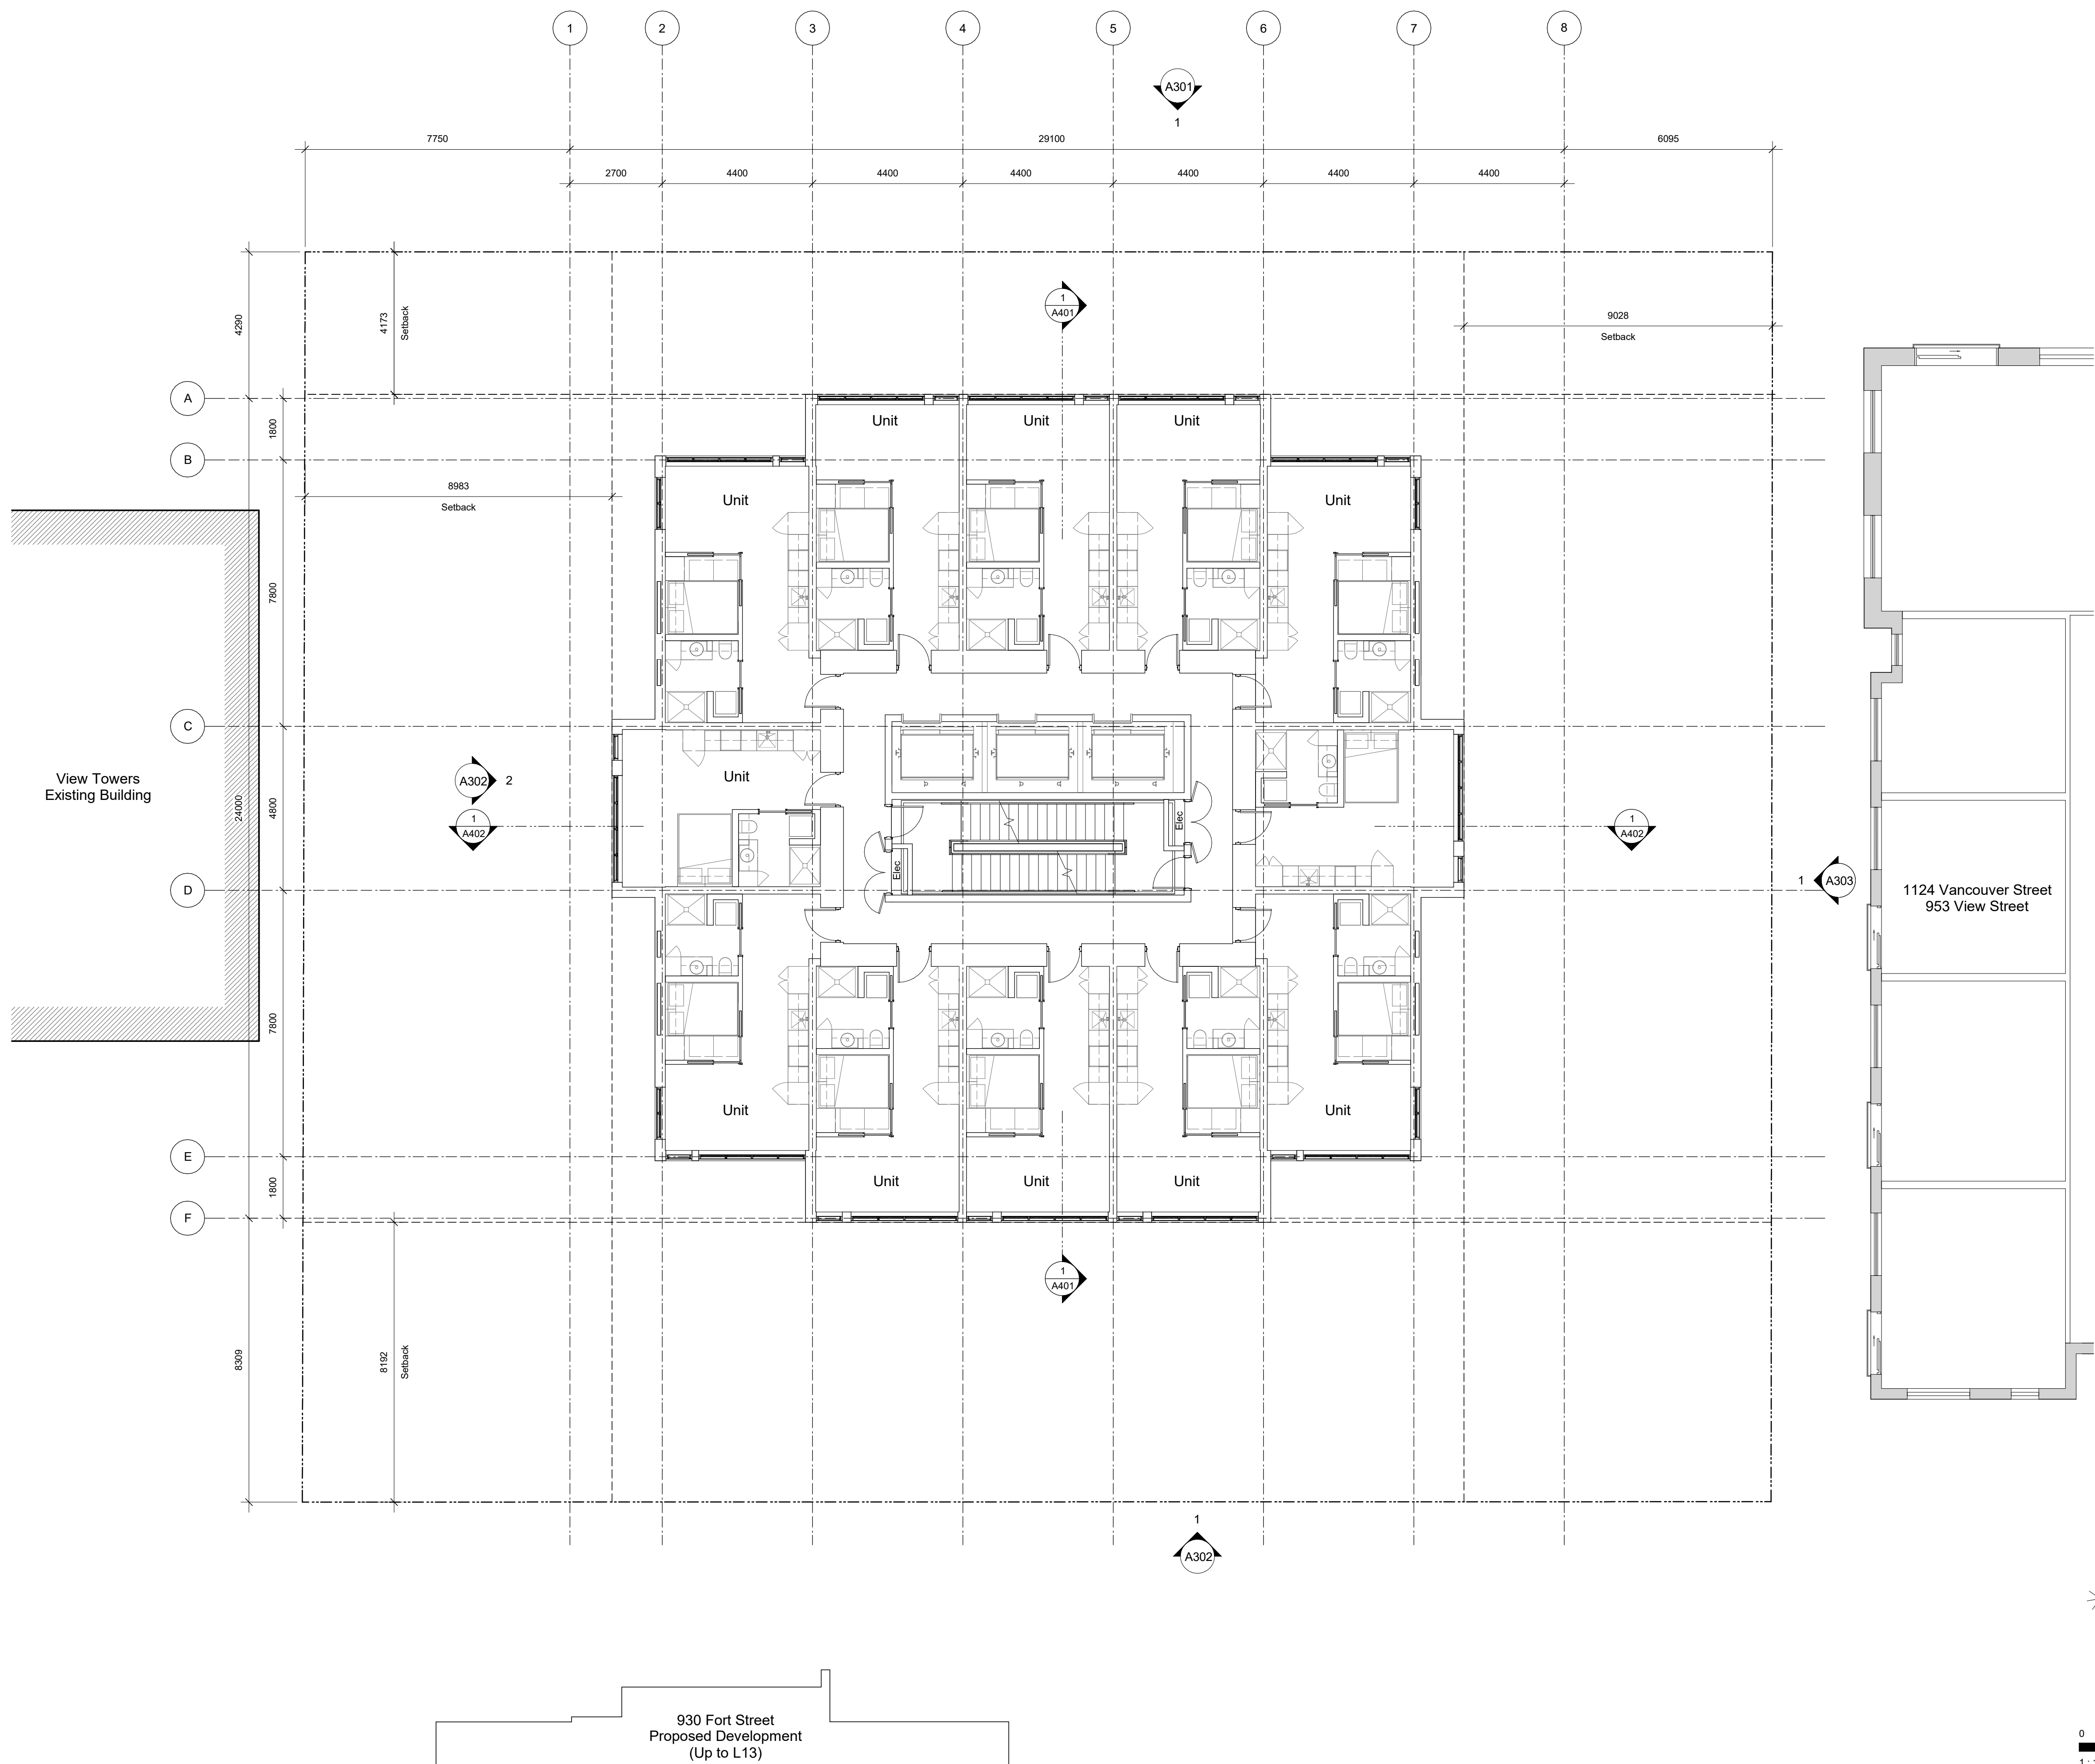 1
2
3
4
5
6
7
8
A301
1
7750
29100
6095
2700
4400
4400
4400
4400
4400
4400
4290
4173
Setback
1
A401
9028
Setback
A
1800
Unit
Unit
Unit
B
8983
Setback
Unit
Unit
7800
C
View Towers
Existing Building
A302
2
Unit
24000
4800
1
A402
Elec
1
A402
Elec
D
1
A303
1124 Vancouver Street
953 View Street
7800
Unit
Unit
E
1800
Unit
Unit
Unit
F
1
A401
8309
8192
Setback
1
A302
930 Fort Street
Proposed Development
(Up to L13)
0